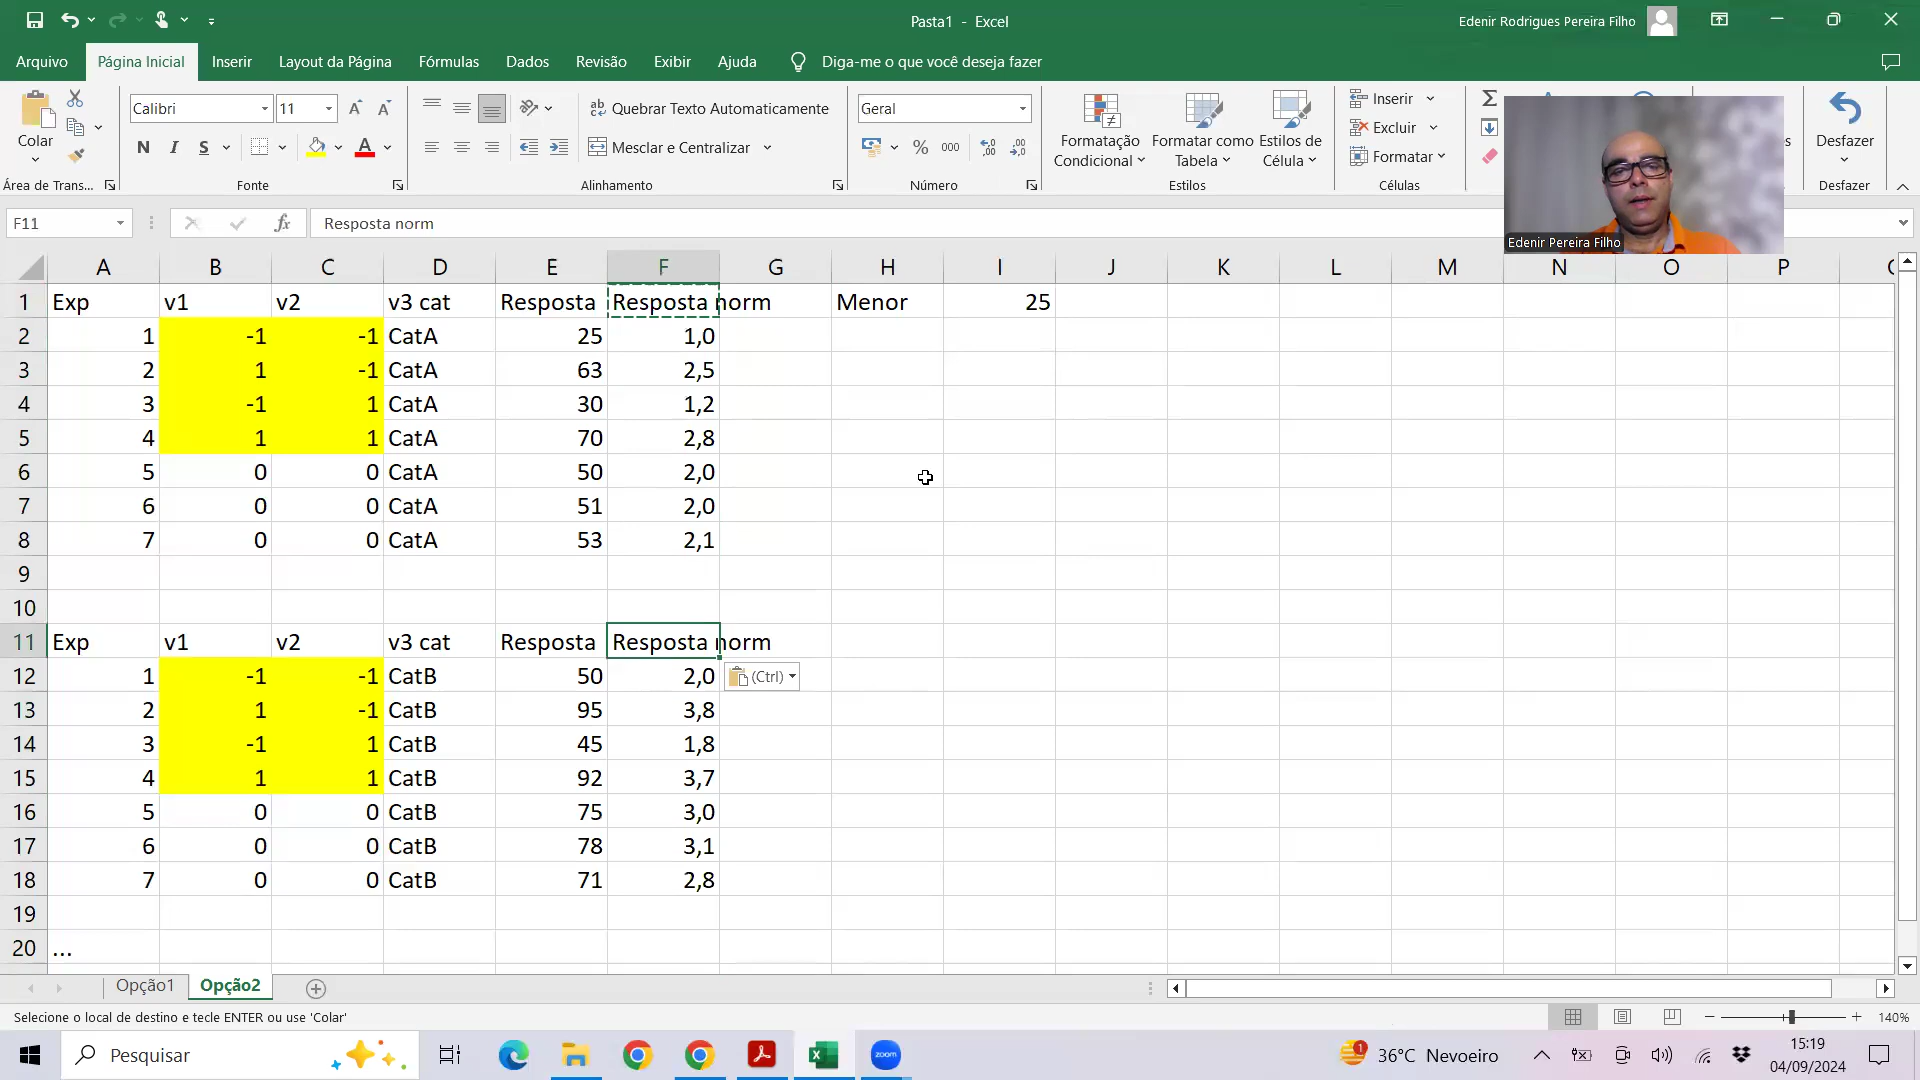 Pasta1 - Excel
Edenir Rodrigues Pereira Filho
Arquivo Página Inicial Inserir Layout da Página Fórmulas Dados Revisão Exibir Ajuda Diga-me o que você deseja fazer
Calibri 11 Quebrar Texto Automaticamente Geral Inserir
Colar N I S A Mesclar e Centralizar % 000 Formatação Condicional Formatar como Tabela Estilos de Célula Excluir Desfazer
Formatar
Área de Trans... Fonte Alinhamento Número Estilos Células Desfazer
Edenir Pereira Filho
F11 fx Resposta norm
A B C D E F G H I J K L M N O P
1 Exp v1 v2 v3 cat Resposta Resposta norm Menor 25
2 1 -1 -1 CatA 25 1,0
3 2 1 -1 CatA 63 2,5
4 3 -1 1 CatA 30 1,2
5 4 1 1 CatA 70 2,8
6 5 0 0 CatA 50 2,0
7 6 0 0 CatA 51 2,0
8 7 0 0 CatA 53 2,1
9
10
11 Exp v1 v2 v3 cat Resposta Resposta norm
12 1 -1 -1 CatB 50 2,0 (Ctrl)
13 2 1 -1 CatB 95 3,8
14 3 -1 1 CatB 45 1,8
15 4 1 1 CatB 92 3,7
16 5 0 0 CatB 75 3,0
17 6 0 0 CatB 78 3,1
18 7 0 0 CatB 71 2,8
19
20 ...
Opção1 Opção2
Selecione o local de destino e tecle ENTER ou use 'Colar' 140%
Pesquisar zoom 1 36°C Nevoeiro 15:19
04/09/2024